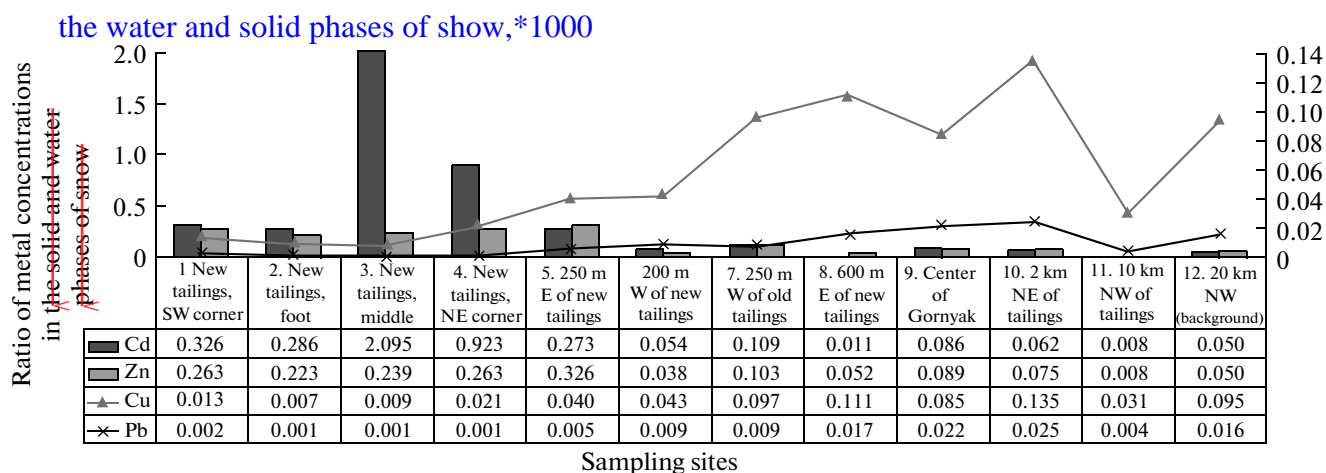 the water and solid phases of show,*1000
Ratio of metal concentrations
in the solid and water
phases of snow
2.0
1.5
1.0
0.5
0
0.14
0.12
0.10
0.08
0.06
0.04
0.02
0
1 New tailings, SW corner
2. New tailings, foot
3. New tailings, middle
4. New tailings, NE corner
5. 250 m E of new tailings
200 m W of new tailings
7. 250 m W of old tailings
8. 600 m E of new tailings
9. Center of Gornyak
10. 2 km NE of tailings
11. 10 km NW of tailings
12. 20 km NW (background)
Cd 0.326 0.286 2.095 0.923 0.273 0.054 0.109 0.011 0.086 0.062 0.008 0.050
Zn 0.263 0.223 0.239 0.263 0.326 0.038 0.103 0.052 0.089 0.075 0.008 0.050
Cu 0.013 0.007 0.009 0.021 0.040 0.043 0.097 0.111 0.085 0.135 0.031 0.095
Pb 0.002 0.001 0.001 0.001 0.005 0.009 0.009 0.017 0.022 0.025 0.004 0.016
Sampling sites